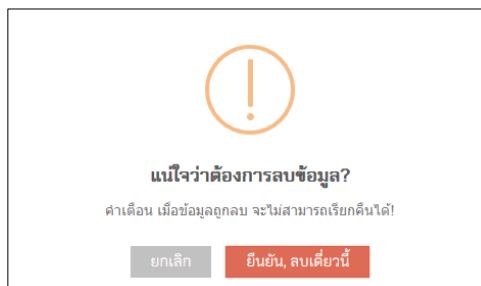 แน่ใจว่าต้องการลบข้อมูล?
คำเตือน เมื่อข้อมูลถูกลบ จะไม่สามารถเรียกคืนได้!
ยกเลิก
ยืนยัน, ลบเดี๋ยวนี้